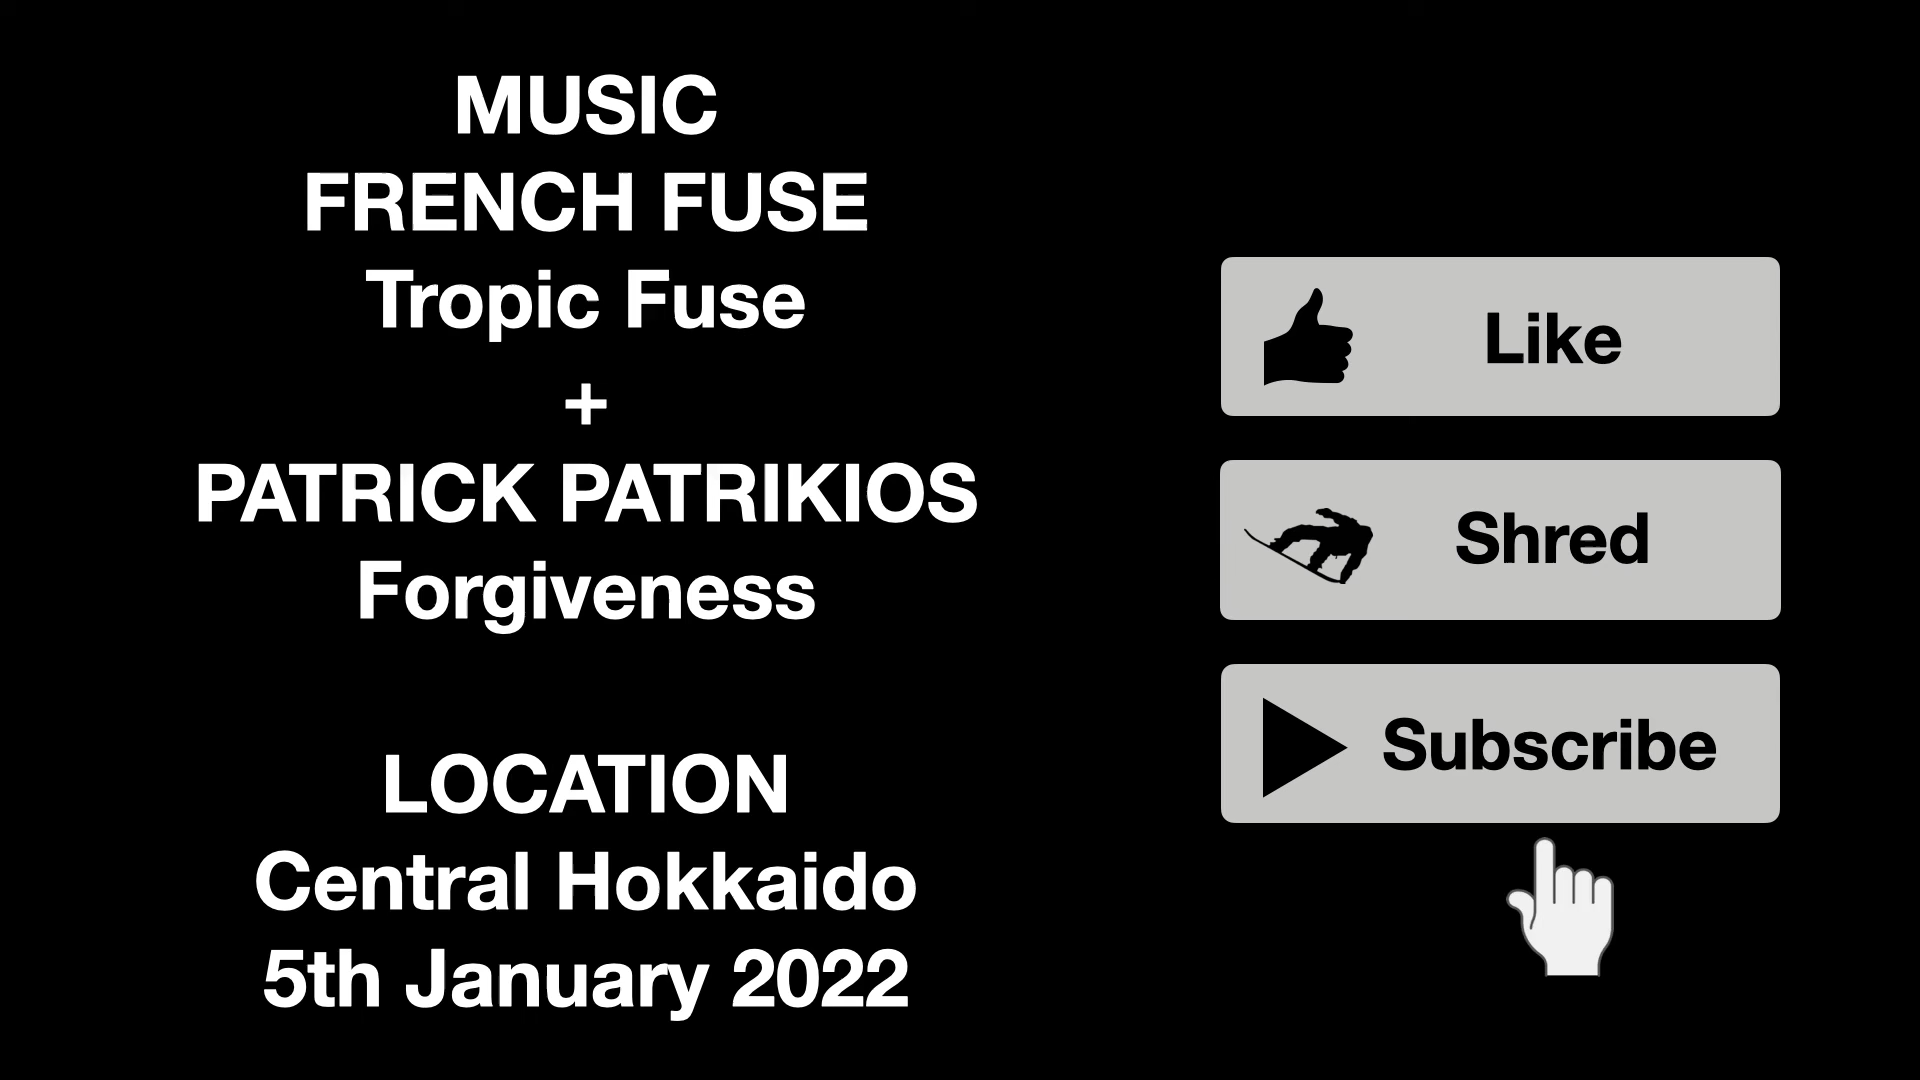 MUSIC
FRENCH FUSE
Tropic Fuse
+
PATRICK PATRIKIOS
Forgiveness
LOCATION
Central Hokkaido
5th January 2022
Like
Shred
Subscribe